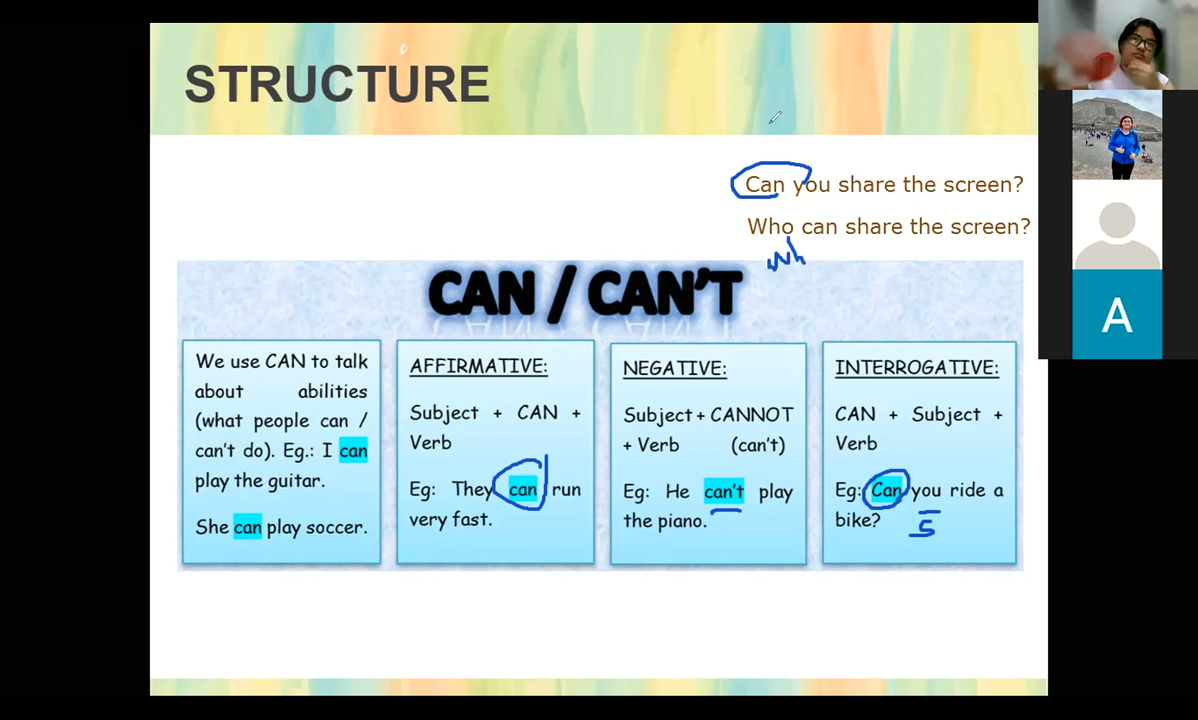 STRUCTURE
Can you share the screen?
Who can share the screen?
Wh
CAN / CAN'T
We use CAN to talk
about abilities
(what people can /
can't do). Eg.: I can
play the guitar.
She can play soccer.
AFFIRMATIVE:
Subject + CAN +
Verb
Eg: They can run
very fast.
NEGATIVE:
Subject + CANNOT
+ Verb (can't)
Eg: He can't play
the piano.
INTERROGATIVE:
CAN + Subject +
Verb
Eg: Can you ride a
bike?
S
A